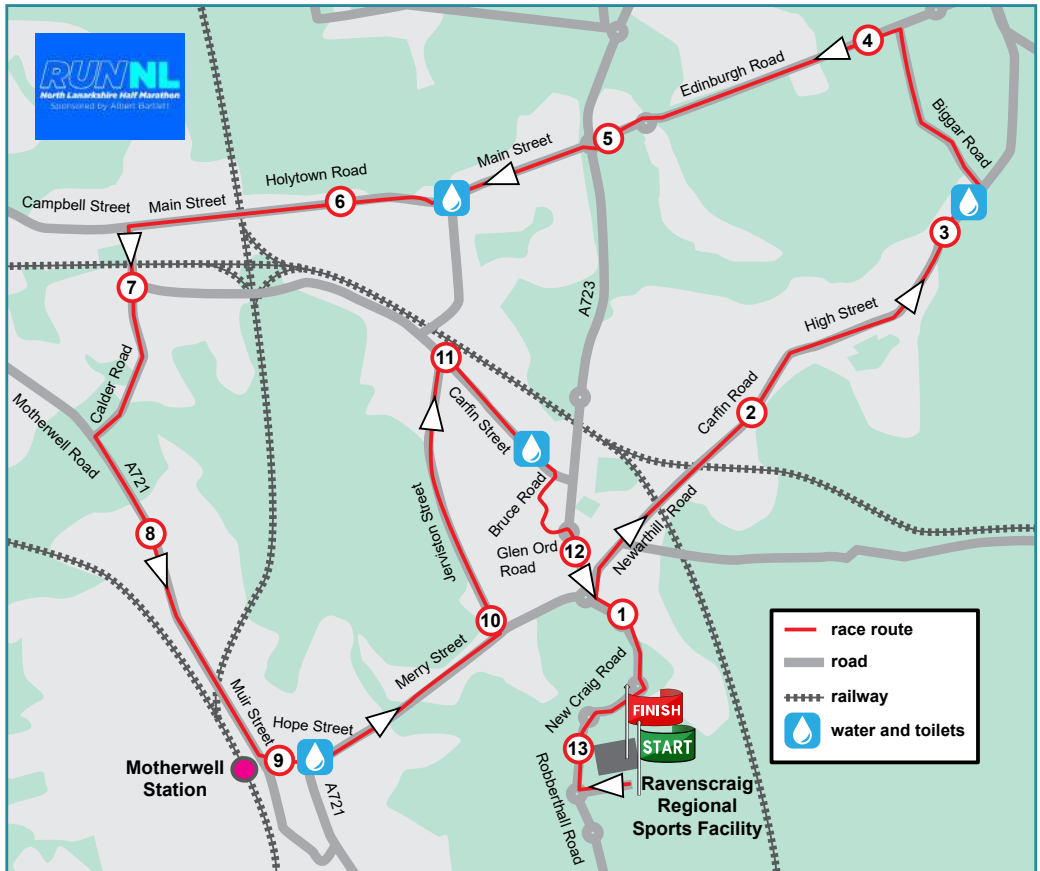 RUNNL
North Lanarkshire Half Marathon
Sponsored by Albert Bartlett
4
Edinburgh Road
Biggar Road
5
Main Street
Holytown Road
6
Campbell Street
Main Street
3
7
A723
High Street
11
Calder Road
Carfin Street
Carfin Road
2
Motherwell Road
A721
Bruce Road
Jerviston Street
8
Newarthill Road
Glen Ord
Road
12
10
1
Merry Street
New Craig Road
Muir Street
Hope Street
FINISH
START
9
13
Motherwell
Station
A721
Robberthall Road
Ravenscraig
Regional
Sports Facility
race route
road
railway
water and toilets